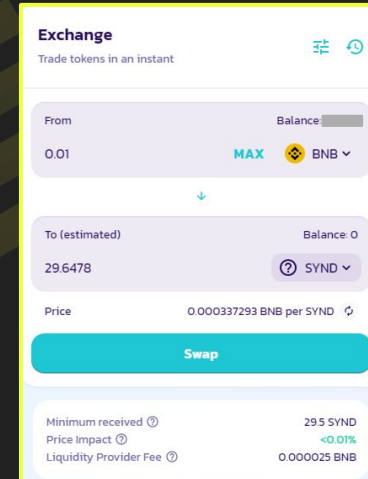 Exchange
Trade tokens in an instant
From Balance:
0.01 MAX BNB
To (estimated) Balance: 0
29.6478 SYND
Price 0.000337293 BNB per SYND
Swap
Minimum received 29.5 SYND
Price Impact <0.01%
Liquidity Provider Fee 0.000025 BNB